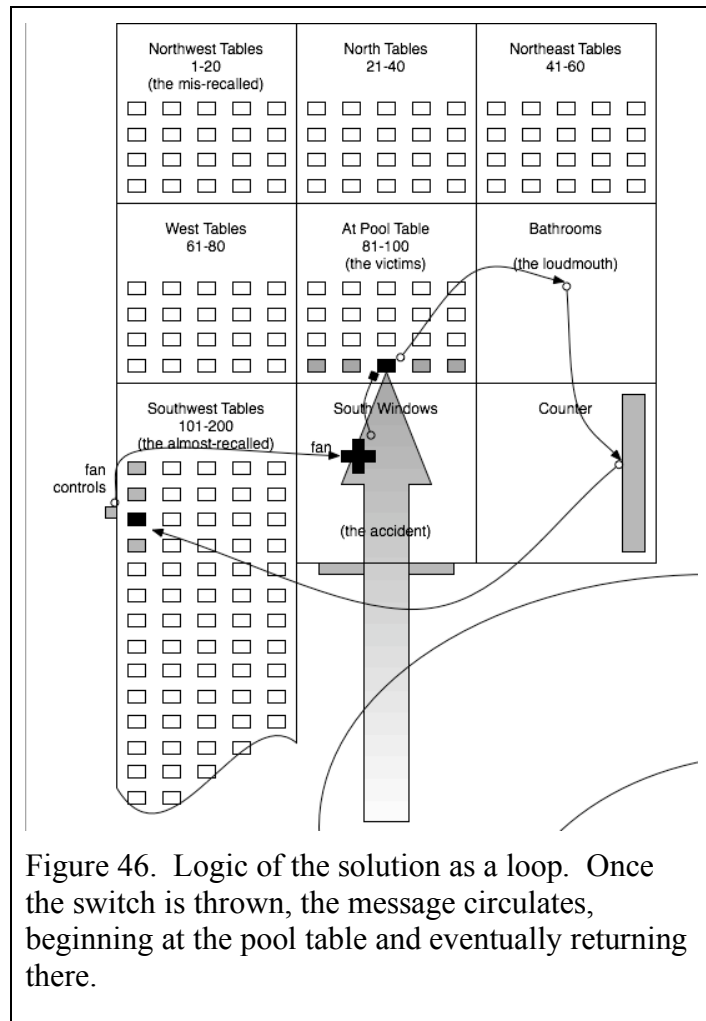 Northwest Tables
1-20
(the mis-recalled)
North Tables
21-40
Northeast Tables
41-60
West Tables
61-80
At Pool Table
81-100
(the victims)
Bathrooms
(the loudmouth)
Southwest Tables
101-200
(the almost-recalled)
South Windows
fan
(the accident)
Counter
fan
controls
Figure 46.  Logic of the solution as a loop.  Once
the switch is thrown, the message circulates,
beginning at the pool table and eventually returning
there.